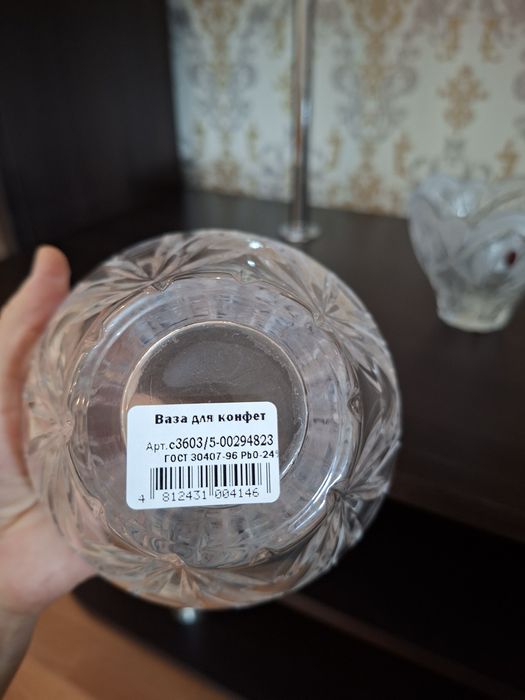 Ваза для конфет
Арт.с3603/5-00294823
ГОСТ 30407-96 PbO-24%
4 812431 004146